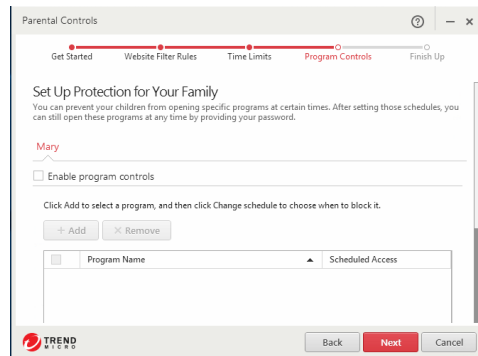 Parental Controls
Get Started Website Filter Rules Time Limits Program Controls Finish Up
Set Up Protection for Your Family
You can prevent your children from opening specific programs at certain times. After setting those schedules, you
can still open these programs at any time by providing your password.
Mary
Enable program controls
Click Add to select a program, and then click Change schedule to choose when to block it.
+ Add × Remove
Program Name Scheduled Access
TREND
MICRO
Back Next Cancel